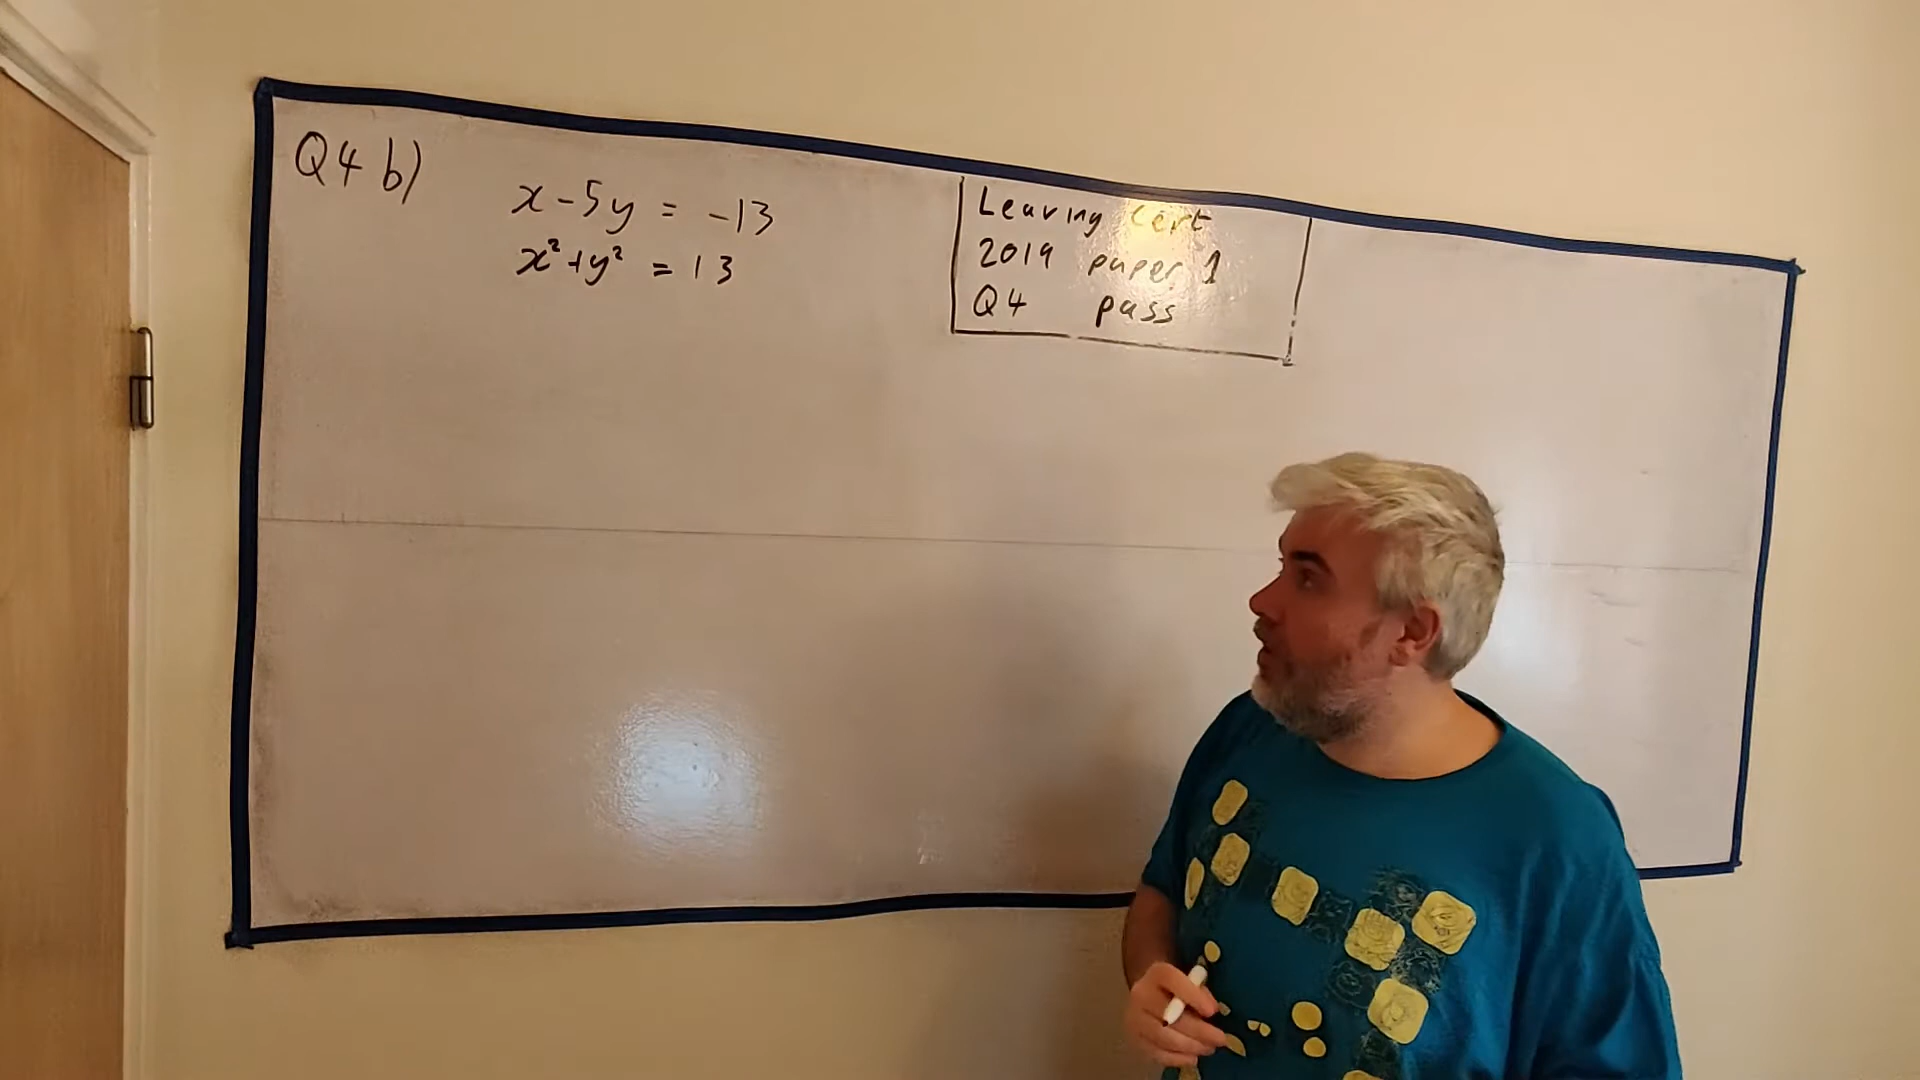 Q4 b)
x - 5y = -13
x² + y² = 13
Leaving Cert
2019 paper 1
Q4 pass